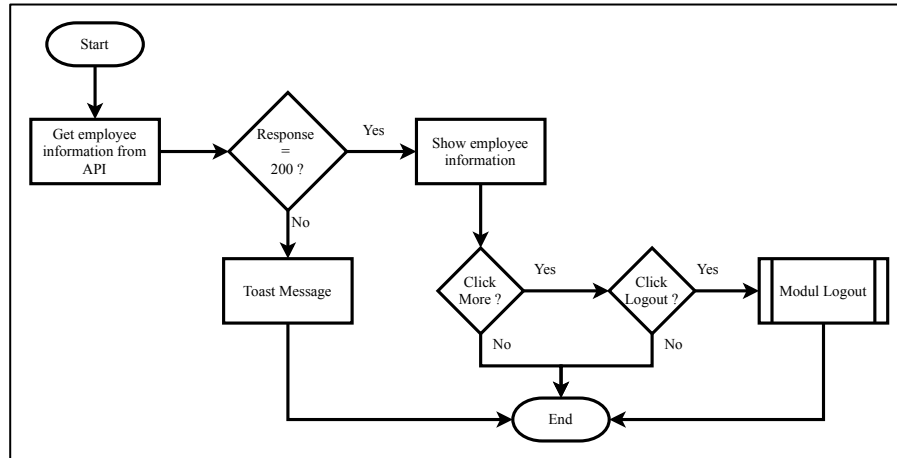 Start
Get employee
information from
API
Response
=
200 ?
Yes
Show employee
information
No
Toast Message
Click
More ?
Yes
Click
Logout ?
Yes
Modul Logout
No
No
End